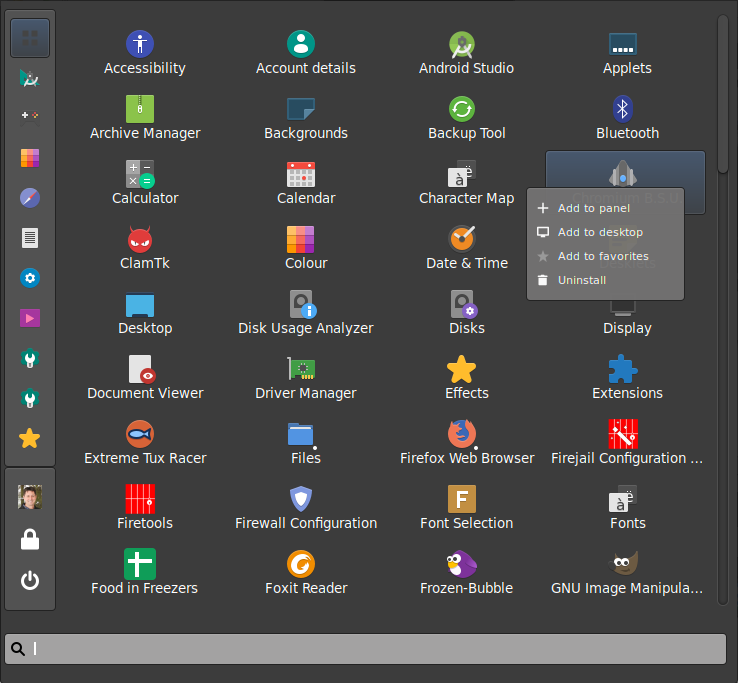 Accessibility
Account details
Android Studio
Applets
Archive Manager
Backgrounds
Backup Tool
Bluetooth
Calculator
Calendar
Character Map
Chromium B.S.U
Add to panel
Add to desktop
Add to favorites
Uninstall
ClamTk
Colour
Date & Time
Desktop
Disk Usage Analyzer
Disks
Display
Document Viewer
Driver Manager
Effects
Extensions
Extreme Tux Racer
Files
Firefox Web Browser
Firejail Configuration ...
Firetools
Firewall Configuration
Font Selection
Fonts
Food in Freezers
Foxit Reader
Frozen-Bubble
GNU Image Manipula...